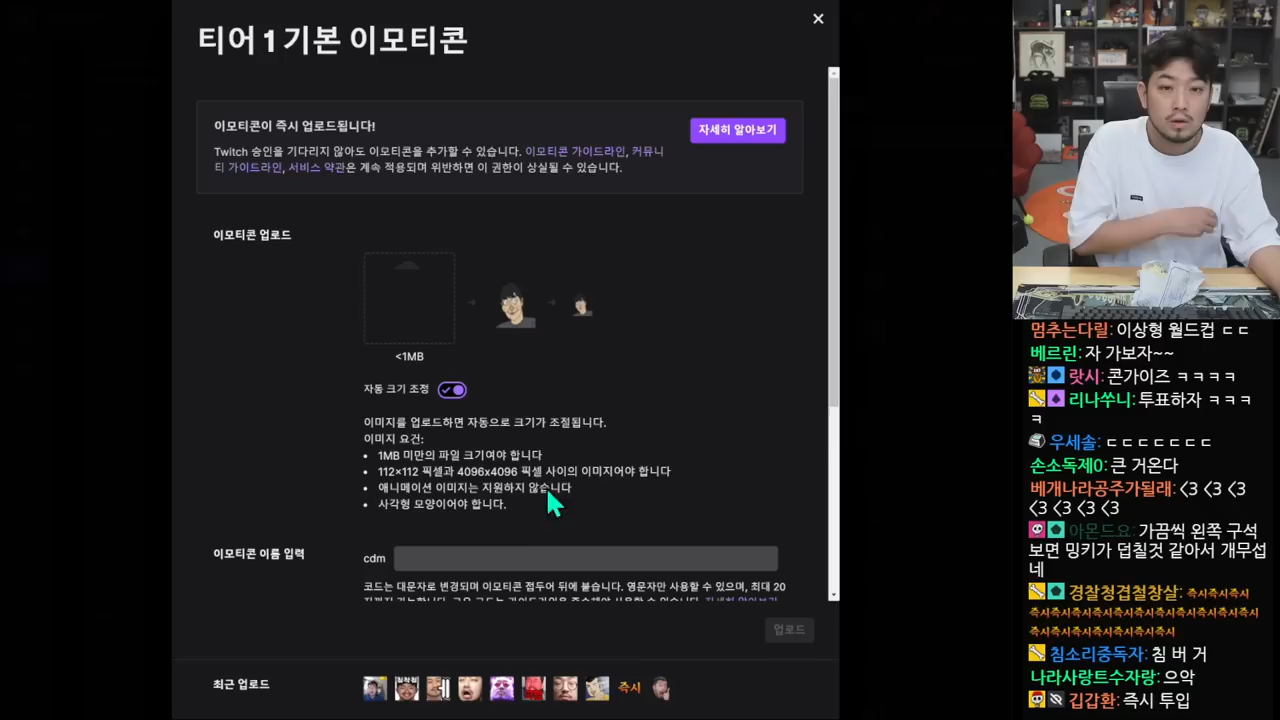 티어 1 기본 이모티콘
이모티콘이 즉시 업로드됩니다!
자세히 알아보기
Twitch 승인을 기다리지 않아도 이모티콘을 추가할 수 있습니다. 이모티콘 가이드라인, 커뮤니
티 가이드라인, 서비스 약관은 계속 적용되며 위반하면 이 권한이 상실될 수 있습니다.
이모티콘 업로드
<1MB
자동 크기 조정
이미지를 업로드하면 자동으로 크기가 조절됩니다.
이미지 요건:
• 1MB 미만의 파일 크기여야 합니다
• 112×112 픽셀과 4096x4096 픽셀 사이의 이미지어야 합니다
• 애니메이션 이미지는 지원하지 않습니다
• 사각형 모양이어야 합니다.
이모티콘 이름 입력
cdm
코드는 대문자로 변경되며 이모티콘 접두어 뒤에 붙습니다. 영문자만 사용할 수 있으며, 최대 20
업로드
최근 업로드
즉시
멈추는다릴: 이상형 월드컵 ㄷㄷ
베르린: 자 가보자~~
랏시: 콘가이즈 ㅋㅋㅋㅋ
리나쑤니: 투표하자 ㅋㅋㅋ
ㅋ
우세솔: ㄷㄷㄷㄷㄷㄷㄷ
손소독제0: 큰 거온다
베개나라공주가될래: <3 <3 <3
<3 <3 <3 <3
아몬드요: 가끔씩 왼쪽 구석
보면 밍키가 덥칠것 같아서 개무섭
네
경찰청겁철창살: 즉시즉시즉시
즉시즉시즉시즉시즉시즉시즉시즉시즉시즉시즉시
즉시즉시즉시즉시즉시즉시즉시
침소리중독자: 침 버 거
나라사랑트수자랑: 으악
김갑환: 즉시 투입